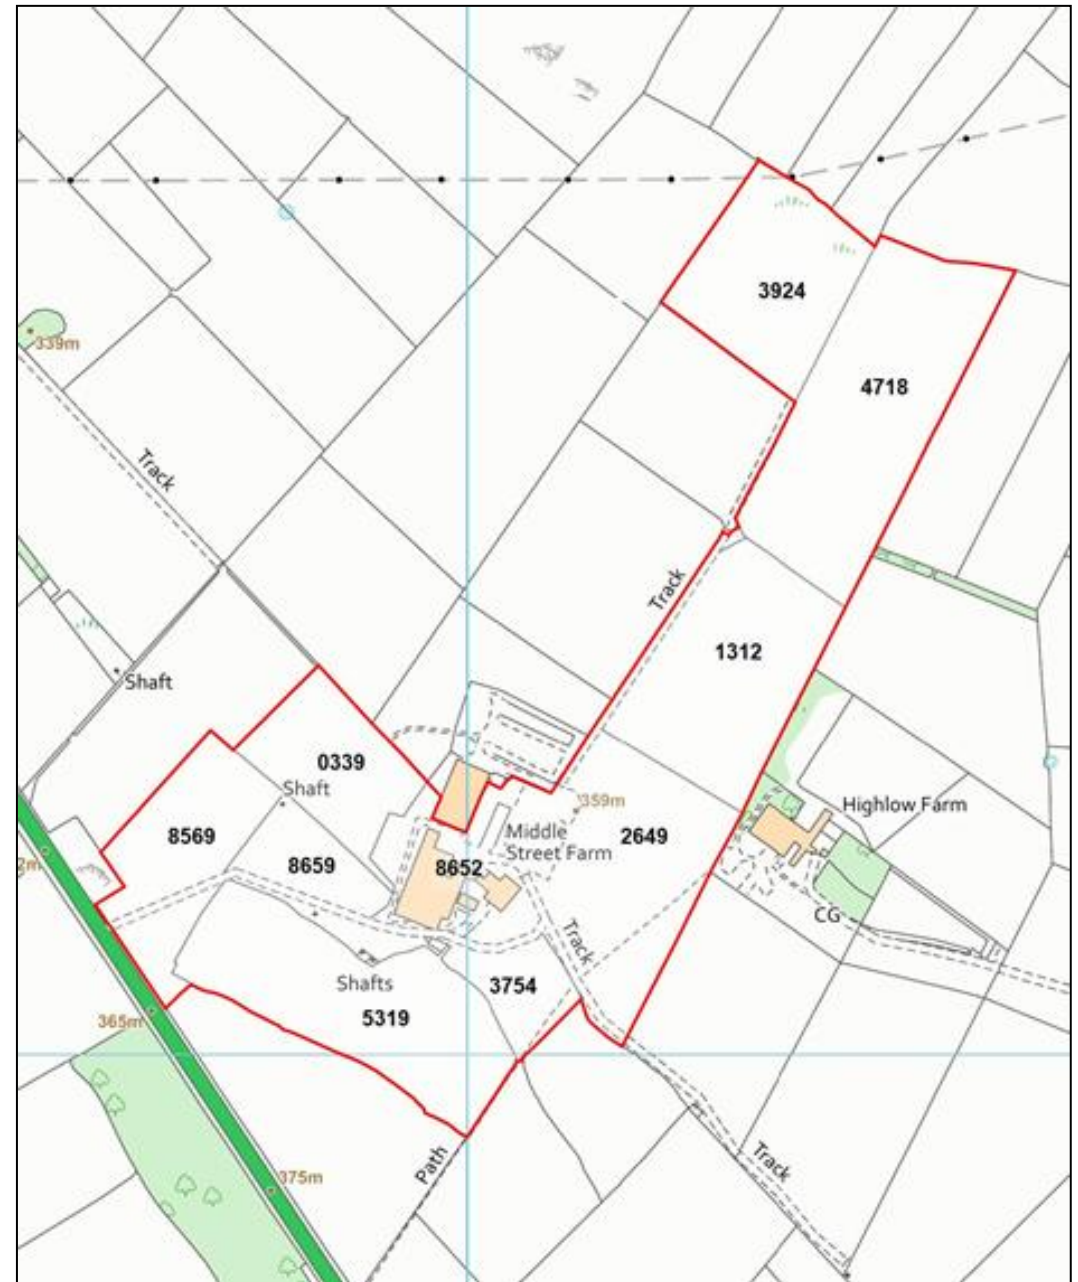 3924
339m
4718
Track
Track
1312
Shaft
0339
Shaft
359m
Highlow Farm
Middle
Street Farm
8569
2649
8659
8652
2m
CG
Track
Shafts
3754
5319
365m
Path
Track
375m